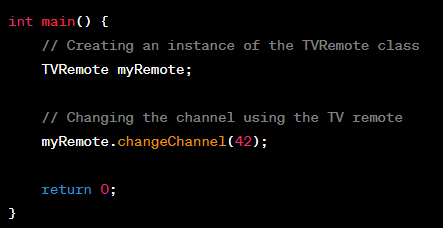 int main() {
    // Creating an instance of the TVRemote class
    TVRemote myRemote;

    // Changing the channel using the TV remote
    myRemote.changeChannel(42);

    return 0;
}